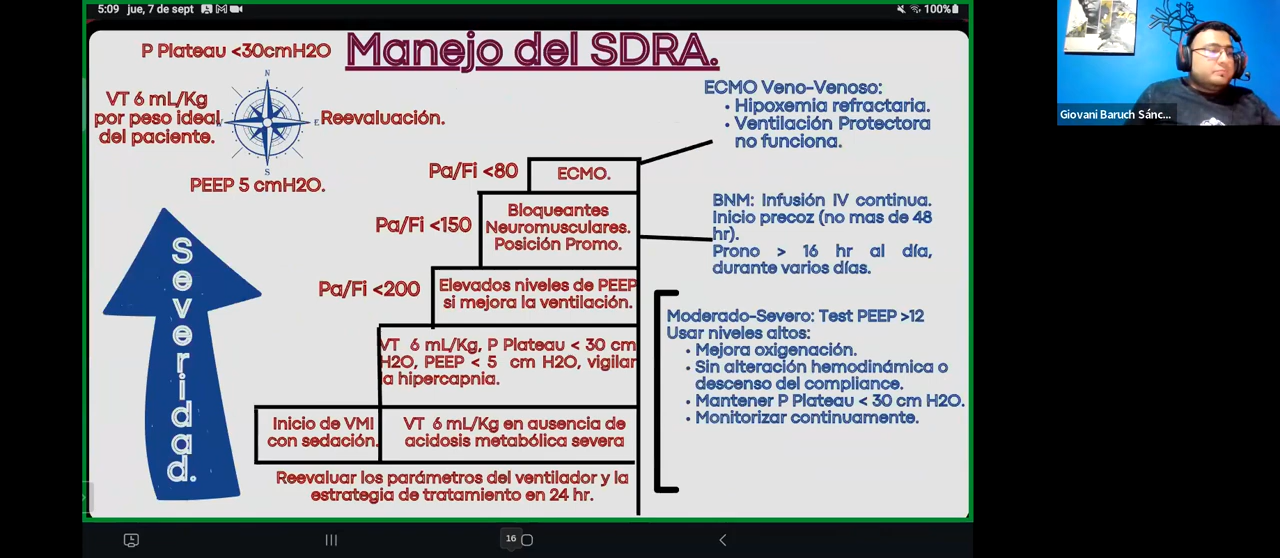 5:09 jue, 7 de sept
100%
Manejo del SDRA.
P Plateau <30cmH2O
N
VT 6 mL/Kg
por peso ideal
del paciente.
W
E
Reevaluación.
S
PEEP 5 cmH2O.
Severidad.
Pa/Fi <80
ECMO.
Pa/Fi <150
Bloqueantes
Neuromusculares.
Posición Promo.
Pa/Fi <200
Elevados niveles de PEEP
si mejora la ventilación.
VT 6 mL/Kg, P Plateau < 30 cm
H2O, PEEP < 5 cm H2O, vigilar
la hipercapnia.
Inicio de VMI
con sedación.
VT 6 mL/Kg en ausencia de
acidosis metabólica severa
Reevaluar los parámetros del ventilador y la
estrategia de tratamiento en 24 hr.
ECMO Veno-Venoso:
• Hipoxemia refractaria.
• Ventilación Protectora
no funciona.
BNM: Infusión IV continua.
Inicio precoz (no mas de 48
hr).
Prono > 16 hr al día,
durante varios días.
Moderado-Severo: Test PEEP >12
Usar niveles altos:
• Mejora oxigenación.
• Sin alteración hemodinámica o
descenso del compliance.
• Mantener P Plateau < 30 cm H2O.
• Monitorizar continuamente.
16
Giovani Baruch Sánc...